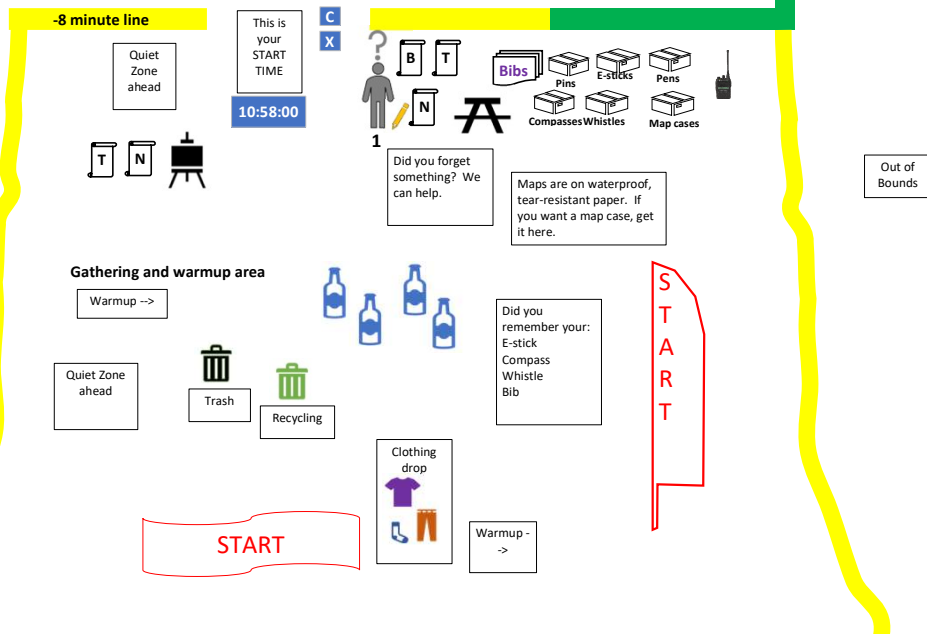 -8 minute line
This is
your
START
TIME
10:58:00
C
X
Quiet
Zone
ahead
B
T
N
1
Bibs
Pins
E-sticks
Pens
Compasses
Whistles
Map cases
T
N
Did you forget
something? We
can help.
Maps are on waterproof,
tear-resistant paper. If
you want a map case, get
it here.
Out of
Bounds
Gathering and warmup area
Warmup -->
Did you
remember your:
E-stick
Compass
Whistle
Bib
S
T
A
R
T
Quiet Zone
ahead
Trash
Recycling
Clothing
drop
START
Warmup -
->